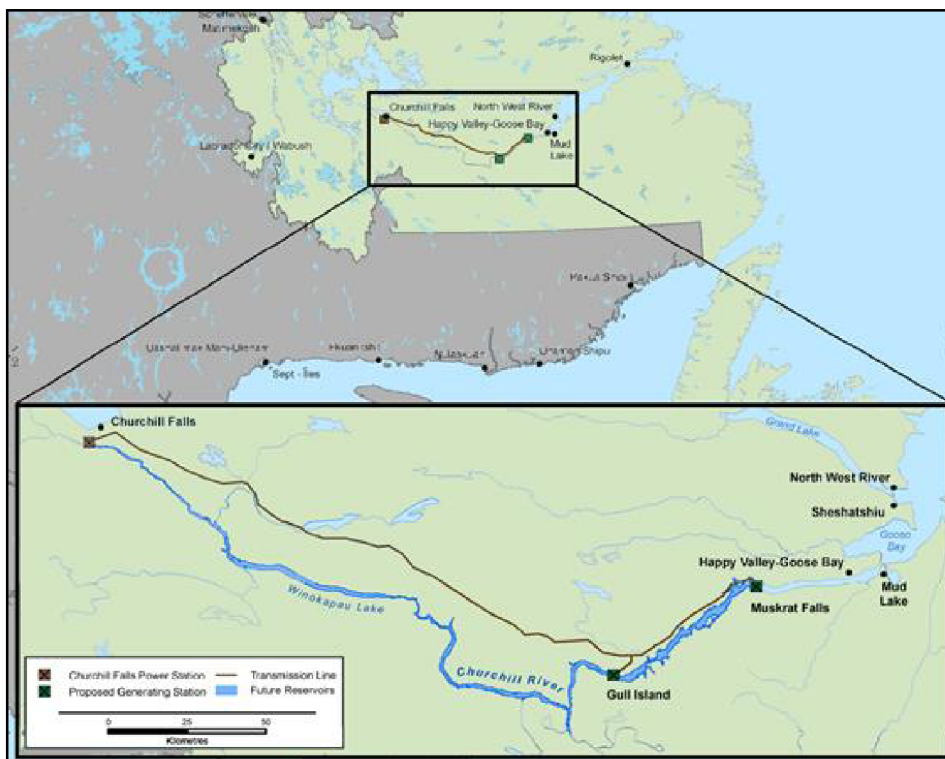 Rigolet
Churchill Falls
North West River
Happy Valley-Goose Bay
Mud
Lake
Sept - Îles
Churchill Falls
Grand Lake
North West River
Sheshatshiu
Goose
Bay
Happy Valley-Goose Bay
Mud
Lake
Muskrat Falls
Winokapau Lake
Churchill River
Gull Island
Churchill Falls Power Station
Transmission Line
Proposed Generating Station
Future Reservoirs
0 25 50
Kilometres